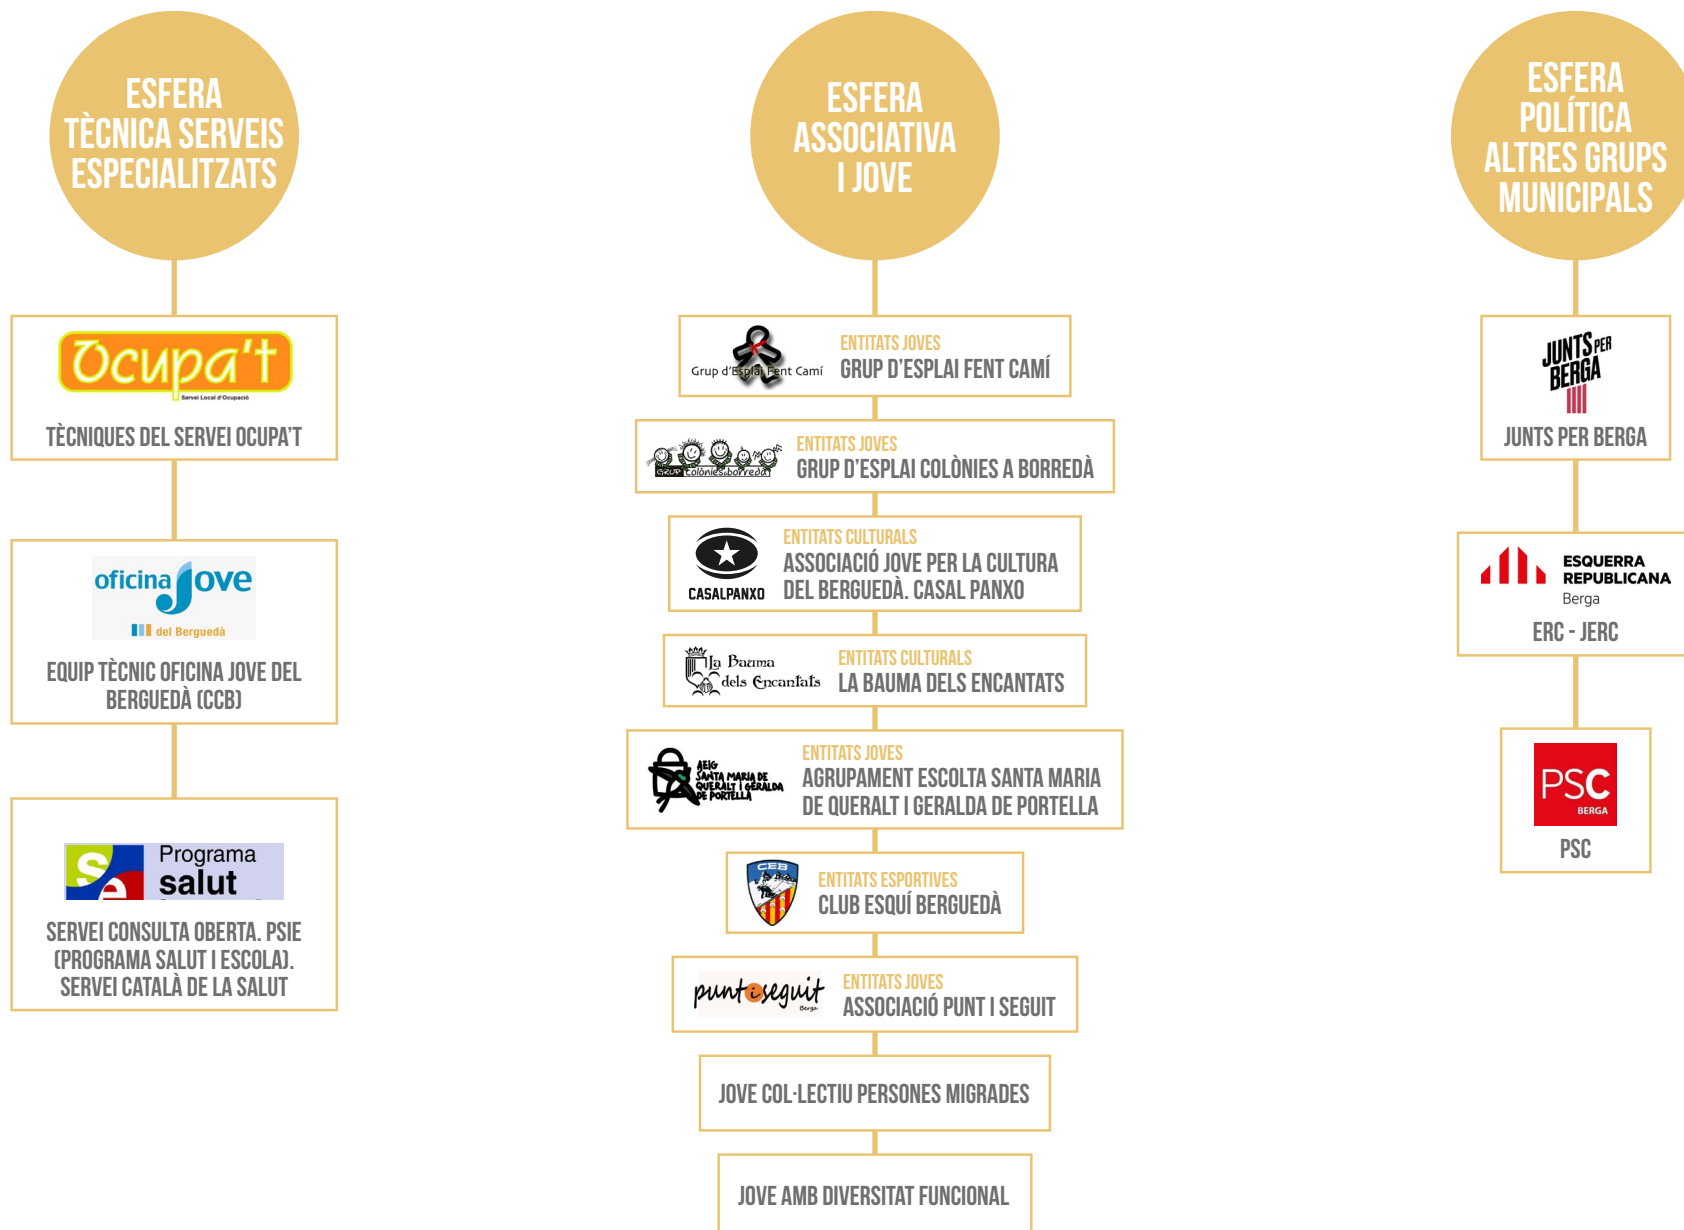 ESFERA
TÈCNICA SERVEIS
ESPECIALITZATS
Ocupa't
Servei Local d'Ocupació
TÈCNIQUES DEL SERVEI OCUPA'T
oficina jove
del Berguedà
EQUIP TÈCNIC OFICINA JOVE DEL
BERGUEDÀ (CCB)
Programa
salut
SERVEI CONSULTA OBERTA. PSIE
(PROGRAMA SALUT I ESCOLA).
SERVEI CATALÀ DE LA SALUT
ESFERA
ASSOCIATIVA
I JOVE
Grup d'Esplai Fent Camí
ENTITATS JOVES
GRUP D'ESPLAI FENT CAMÍ
GRUP colòniesaborredà
ENTITATS JOVES
GRUP D'ESPLAI COLÒNIES A BORREDÀ
CASALPANXO
ENTITATS CULTURALS
ASSOCIACIÓ JOVE PER LA CULTURA
DEL BERGUEDÀ. CASAL PANXO
La Bauma
dels Encantats
ENTITATS CULTURALS
LA BAUMA DELS ENCANTATS
AEIG
SANTA MARIA DE
QUERALT I GERALDA
DE PORTELLA
ENTITATS JOVES
AGRUPAMENT ESCOLTA SANTA MARIA
DE QUERALT I GERALDA DE PORTELLA
CEB
ENTITATS ESPORTIVES
CLUB ESQUÍ BERGUEDÀ
punt i seguit
Berga
ENTITATS JOVES
ASSOCIACIÓ PUNT I SEGUIT
JOVE COL·LECTIU PERSONES MIGRADES
JOVE AMB DIVERSITAT FUNCIONAL
ESFERA
POLÍTICA
ALTRES GRUPS
MUNICIPALS
JUNTS PER
BERGA
JUNTS PER BERGA
ESQUERRA
REPUBLICANA
Berga
ERC - JERC
PSC
BERGA
PSC